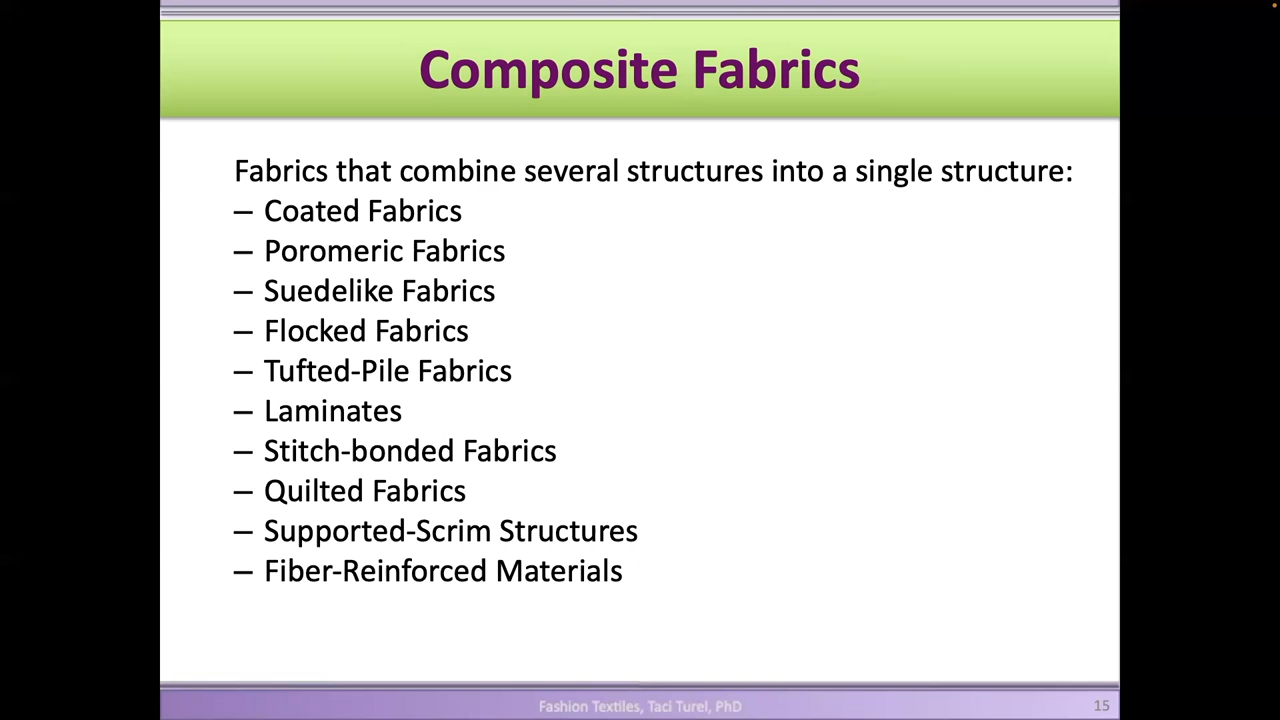 Composite Fabrics
Fabrics that combine several structures into a single structure:
– Coated Fabrics
– Poromeric Fabrics
– Suedelike Fabrics
– Flocked Fabrics
– Tufted-Pile Fabrics
– Laminates
– Stitch-bonded Fabrics
– Quilted Fabrics
– Supported-Scrim Structures
– Fiber-Reinforced Materials
Fashion Textiles, Taci Turel, PhD
15